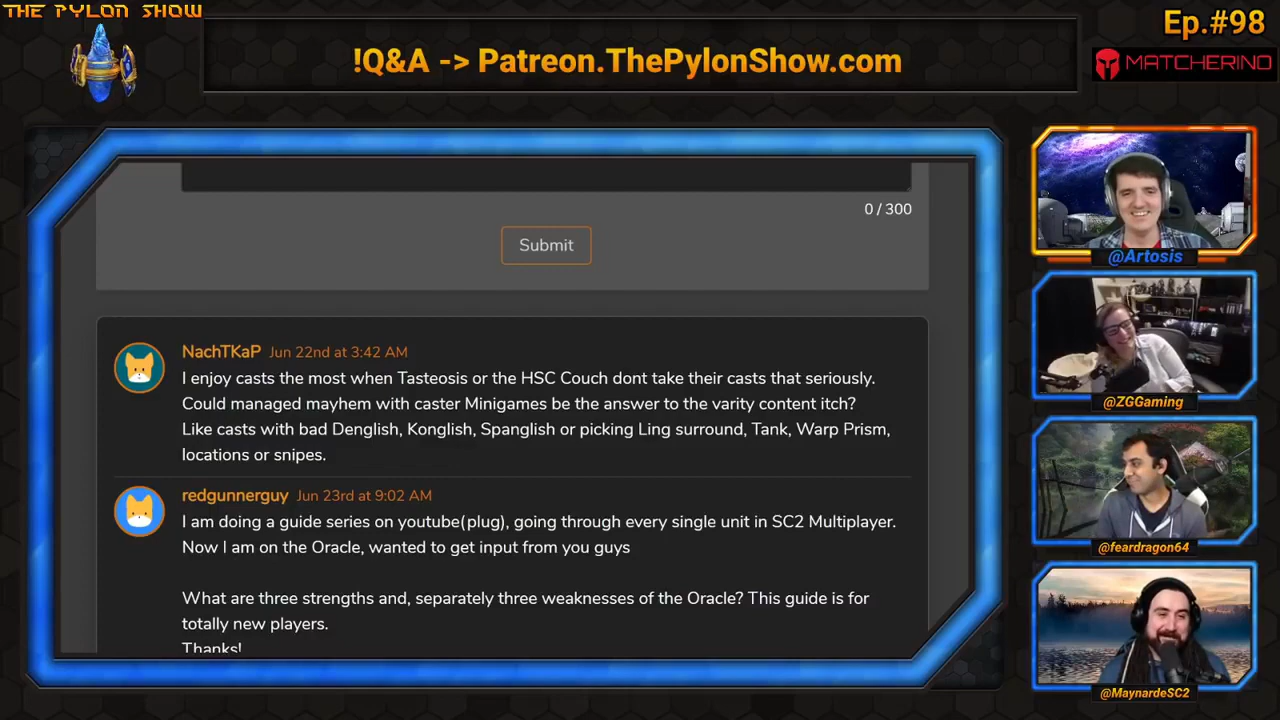 THE PYLON SHOW
!Q&A -> Patreon.ThePylonShow.com
Ep.#98
MATCHERINO
0 / 300
Submit
NachTKaP Jun 22nd at 3:42 AM
I enjoy casts the most when Tasteosis or the HSC Couch dont take their casts that seriously.
Could managed mayhem with caster Minigames be the answer to the varity content itch?
Like casts with bad Denglish, Konglish, Spanglish or picking Ling surround, Tank, Warp Prism,
locations or snipes.
redgunnerguy Jun 23rd at 9:02 AM
I am doing a guide series on youtube(plug), going through every single unit in SC2 Multiplayer.
Now I am on the Oracle, wanted to get input from you guys
What are three strengths and, separately three weaknesses of the Oracle? This guide is for
totally new players.
Thanks!
@Artosis
@ZGGaming
@feardragon64
@MaynardeSC2